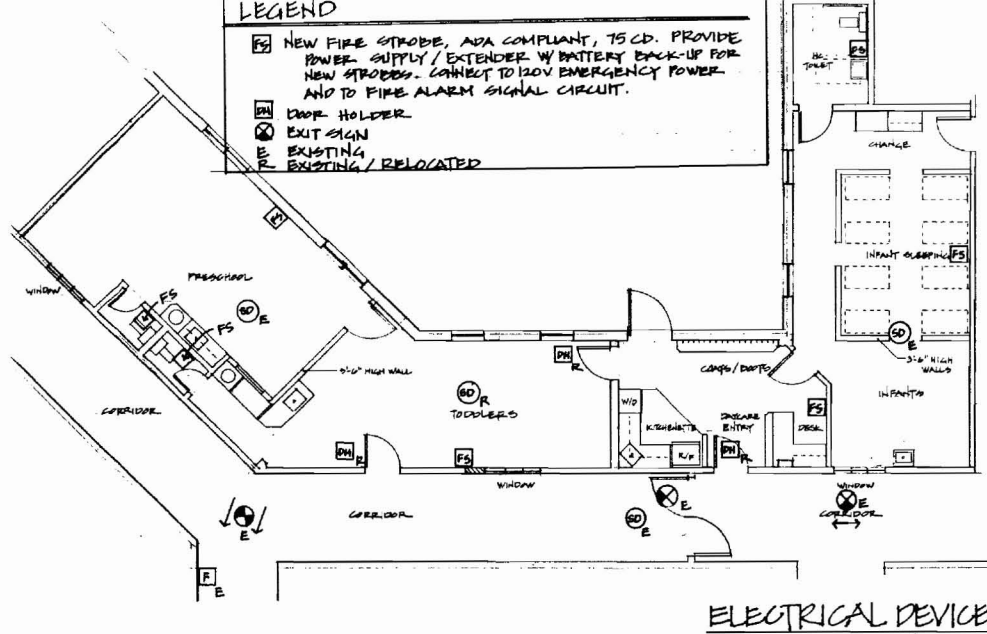 LEGEND
FS NEW FIRE STROBE, ADA COMPLIANT, 75 CD. PROVIDE
POWER SUPPLY / EXTENDER W/ BATTERY BACK-UP FOR
NEW STROBES. CONNECT TO 120V EMERGENCY POWER
AND TO FIRE ALARM SIGNAL CIRCUIT.
DH DOOR HOLDER
EXIT SIGN
E EXISTING
R EXISTING / RELOCATED
HC TOILET
FS
CHANGE
FS
INFANT SLEEPING
FS
PRESCHOOL
WINDOW
FS
SD
E
FS
SD
E
3'-6" HIGH
WALLS
DH
R
COATS/BOOTS
3'-6" HIGH WALL
SD
R
TODDLERS
W/D
INFANTS
CORRIDOR
KITCHENETTE
DAYCARE
ENTRY
FS
DESK
DH
R
FS
R/F
DH
R
WINDOW
WINDOW
E
CORRIDOR
E
E
CORRIDOR
SD
E
F
E
ELECTRICAL DEVICE